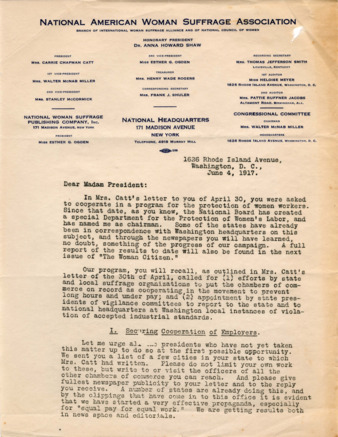 NATIONAL AMERICAN WOMAN SUFFRAGE ASSOCIATION
BRANCH OF INTERNATIONAL WOMAN SUFFRAGE ALLIANCE AND OF NATIONAL COUNCIL OF WOMEN
HONORARY PRESIDENT
DR. ANNA HOWARD SHAW
PRESIDENT
MRS. CARRIE CHAPMAN CATT
1ST VICE-PRESIDENT
MRS. WALTER McNAB MILLER
2ND VICE-PRESIDENT
MRS. STANLEY McCORMICK
3RD VICE-PRESIDENT
MISS ESTHER G. OGDEN
MRS. HENRY WADE ROGERS
CORRESPONDING SECRETARY
MRS. FRANK J. SHULER
RECORDING SECRETARY
MRS. THOMAS JEFFERSON SMITH
1ST AUDITOR
MISS HELOISE MEYER
1626 RHODE ISLAND AVENUE, WASHINGTON, D. C.
2ND AUDITOR
MRS. PATTIE RUFFNER JACOBS
NATIONAL WOMAN SUFFRAGE
PUBLISHING COMPANY, INC.
171 MADISON AVENUE, NEW YORK
PRESIDENT
MISS ESTHER G. OGDEN
NATIONAL HEADQUARTERS
171 MADISON AVENUE
NEW YORK
TELEPHONE, 4818 MURRAY HILL
CONGRESSIONAL COMMITTEE
CHAIRMAN
MRS. WALTER McNAB MILLER
HEADQUARTERS
1626 RHODE ISLAND AVENUE, WASHINGTON, D. C.
1626 Rhode Island Avenue,
Washington, D. C.,
June 4, 1917.
Dear Madam President:
In Mrs. Catt's letter to you of April 30, you were asked
to cooperate in a program for the protection of women workers.
Since that date, as you know, the National Board has created
a special Department for the Protection of Women's Labor, and
has named me as chairman. Some of the states have already
been in correspondence with Washington headquarters on this
subject, and through the newspapers you will have learned,
no doubt, something of the progress of our campaign. A full
report of the results to date will also be found in the next
issue of "The Woman Citizen."
Our program, you will recall, as outlined in Mrs. Catt's
letter of the 30th of April, called for (1) efforts by state
and local suffrage organizations to put the chambers of com-
merce on record as cooperating in the movement to prevent
long hours and under pay; and (2) appointment by state pres-
idents of vigilance committees to report to the state and to
national headquarters at Washington local instances of viola-
tion of accepted industrial standards.
I. Securing Cooperation of Employers.
Let me urge all presidents who have not yet taken
this matter up to do so at the first possible opportunity.
We sent you a list of a few cities in your state to which
Mrs. Catt had written. Please do not limit your own work
to these, but write to or visit the officers of all the
other chambers of commerce you can reach. And please give
fullest newspaper publicity to your letter and to the reply
you receive. A number of states are already doing this, and
by the clippings that have come in to this office it is evident
that we have started a very effective propaganda, especially
for "equal pay for equal work." We are getting results both
in news space and editorials.